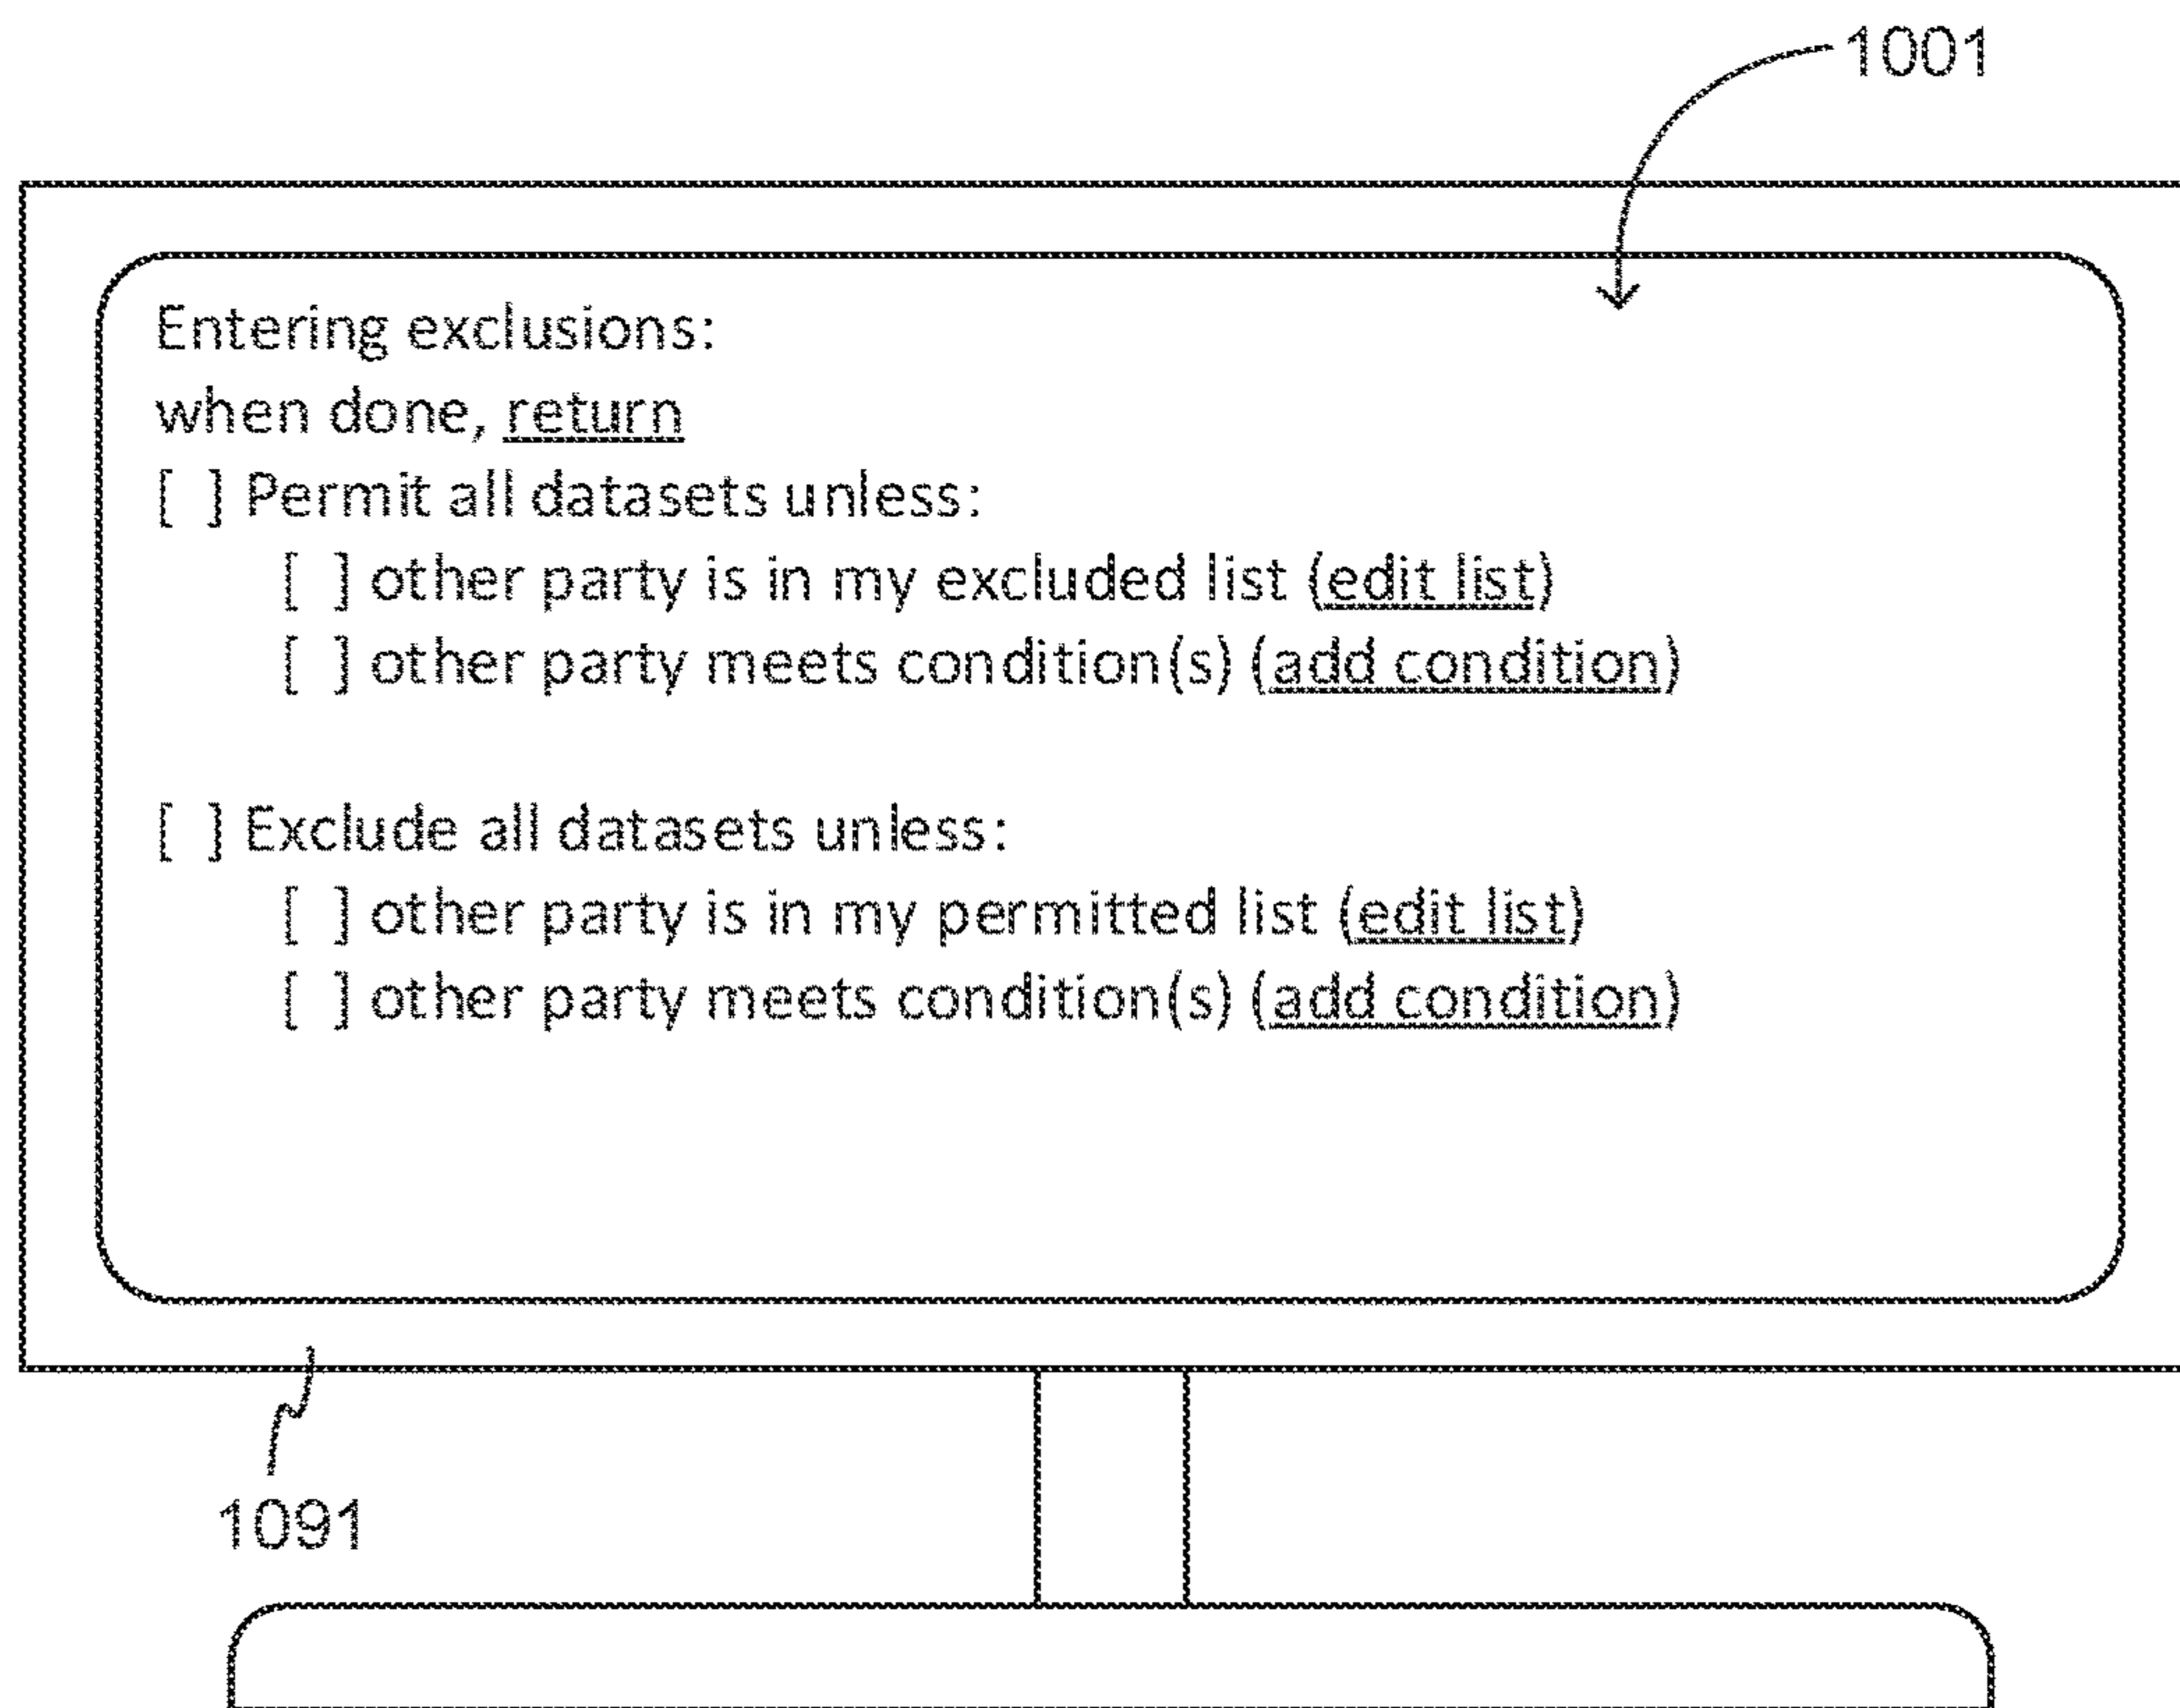 1001
Entering exclusions:
when done, return
[ ] Permit all datasets unless:
[ ] other party is in my excluded list (edit list)
[ ] other party meets condition(s) (add condition)
[ ] Exclude all datasets unless:
[ ] other party is in my permitted list (edit list)
[ ] other party meets condition(s) (add condition)
1091